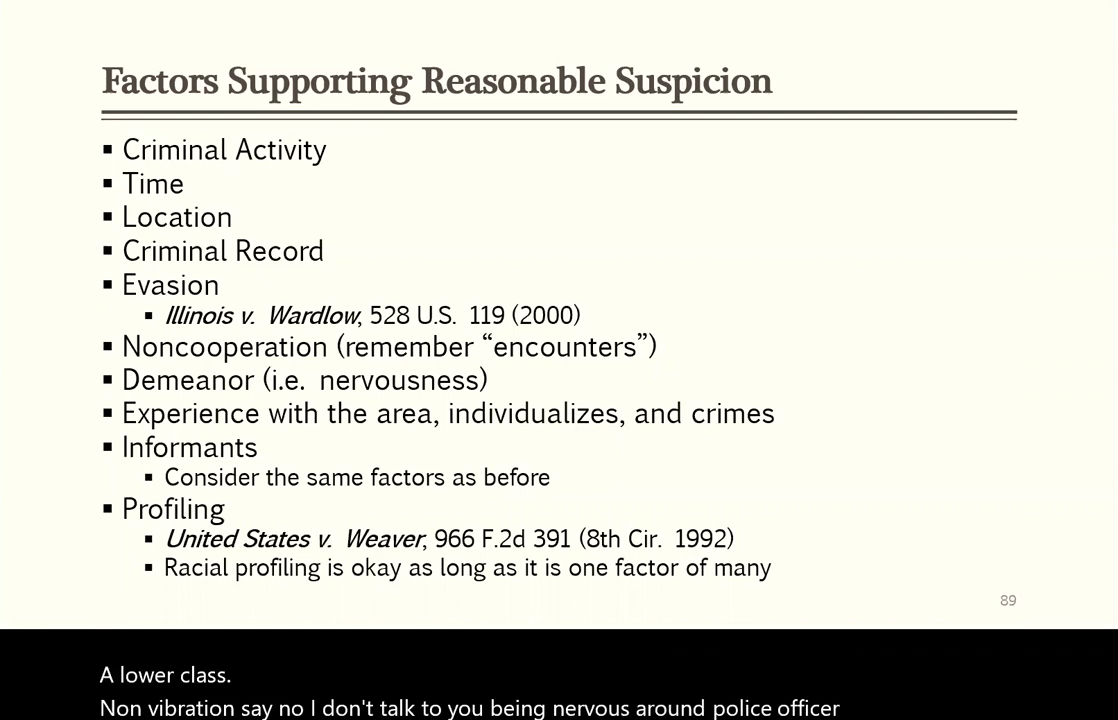 Factors Supporting Reasonable Suspicion
▪ Criminal Activity
▪ Time
▪ Location
▪ Criminal Record
▪ Evasion
▪ Illinois v. Wardlow, 528 U.S. 119 (2000)
▪ Noncooperation (remember “encounters”)
▪ Demeanor (i.e. nervousness)
▪ Experience with the area, individualizes, and crimes
▪ Informants
▪ Consider the same factors as before
▪ Profiling
▪ United States v. Weaver, 966 F.2d 391 (8th Cir. 1992)
▪ Racial profiling is okay as long as it is one factor of many
89
A lower class.
Non vibration say no I don't talk to you being nervous around police officer